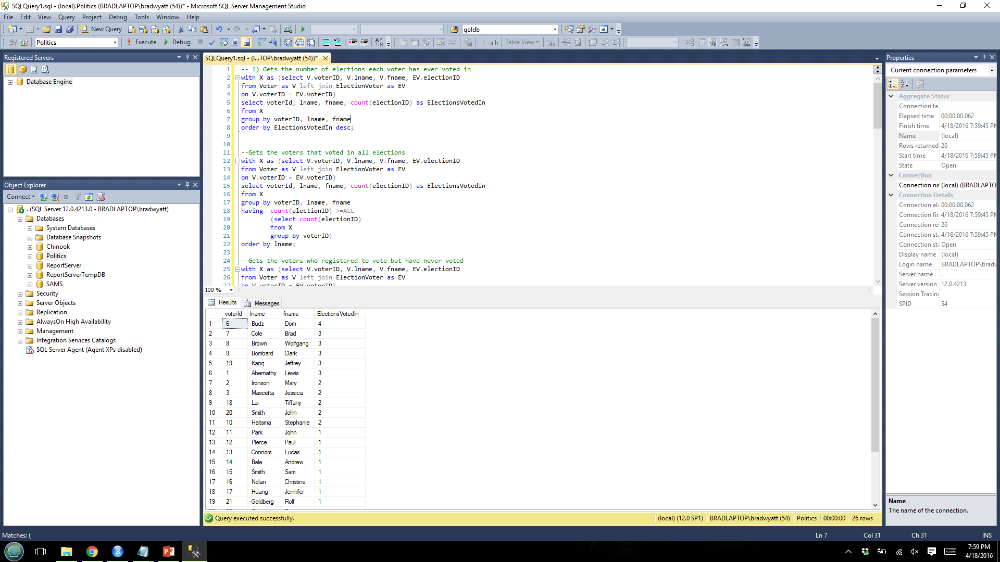 SQLQuery1.sql - (local).Politics (BRADLAPTOP\bradwyatt (54))* - Microsoft SQL Server Management Studio
File Edit View Query Project Debug Tools Window Help
New Query goldb
Politics Execute Debug Table View
Registered Servers
Database Engine
Object Explorer
Connect
. (SQL Server 12.0.4213.0 - BRADLAPTOP\bradwyatt)
Databases
System Databases
Database Snapshots
Chinook
Politics
ReportServer
ReportServerTempDB
SAMS
Security
Server Objects
Replication
AlwaysOn High Availability
Management
Integration Services Catalogs
SQL Server Agent (Agent XPs disabled)
SQLQuery1.sql - (l...TOP\bradwyatt (54))*
1 -- 1) Gets the number of elections each voter has ever voted in
2 with X as (select V.voterID, V.lname, V.fname, EV.electionID
3 from Voter as V left join ElectionVoter as EV
4 on V.voterID = EV.voterID)
5 select voterId, lname, fname, count(electionID) as ElectionsVotedIn
6 from X
7 group by voterID, lname, fname
8 order by ElectionsVotedIn desc;
9
10
11 --Gets the voters that voted in all elections
12 with X as (select V.voterID, V.lname, V.fname, EV.electionID
13 from Voter as V left join ElectionVoter as EV
14 on V.voterID = EV.voterID)
15 select voterId, lname, fname, count(electionID) as ElectionsVotedIn
16 from X
17 group by voterID, lname, fname
18 having count(electionID) >=ALL
19 (select count(electionID)
20 from X
21 group by voterID)
22 order by lname;
23
24 --Gets the voters who registered to vote but have never voted
25 with X as (select V.voterID, V.lname, V.fname, EV.electionID
26 from Voter as V left join ElectionVoter as EV
27 on V.voterID = EV.voterID)
100 %
Results Messages
voterId lname fname ElectionsVotedIn
1 6 Budz Dom 4
2 7 Cole Brad 3
3 8 Brown Wolfgang 3
4 9 Bombard Clark 3
5 19 Kang Jeffrey 3
6 1 Abernathy Lewis 3
7 2 Ironson Mary 2
8 3 Mascetta Jessica 2
9 18 Lai Tiffany 2
10 20 Smith John 2
11 10 Haitsma Stephanie 2
12 11 Park John 1
13 12 Pierce Paul 1
14 13 Connors Lucas 1
15 14 Bale Andrew 1
16 15 Smith Sam 1
17 16 Nolan Christine 1
18 17 Huang Jennifer 1
19 21 Goldberg Rolf 1
Query executed successfully. (local) (12.0 SP1) BRADLAPTOP\bradwyatt (54) Politics 00:00:00 26 rows
Properties
Current connection parameters
Aggregate Status
Connection fa
Elapsed time 00:00:00.062
Finish time 4/18/2016 7:59:45 PM
Name (local)
Rows returned 26
Start time 4/18/2016 7:59:45 PM
State Open
Connection
Connection na (local) (BRADLAPTO
Connection Details
Connection el 00:00:00.062
Connection fir 4/18/2016 7:59:45 PM
Connection ro 26
Connection st 4/18/2016 7:59:45 PM
Connection st Open
Display name (local)
Login name BRADLAPTOP\bradw
Server name .
Server version 12.0.4213
Session Tracin
SPID 54
Name
The name of the connection.
Matches: ( Ln 7 Col 31 Ch 31 INS
7:59 PM
4/18/2016